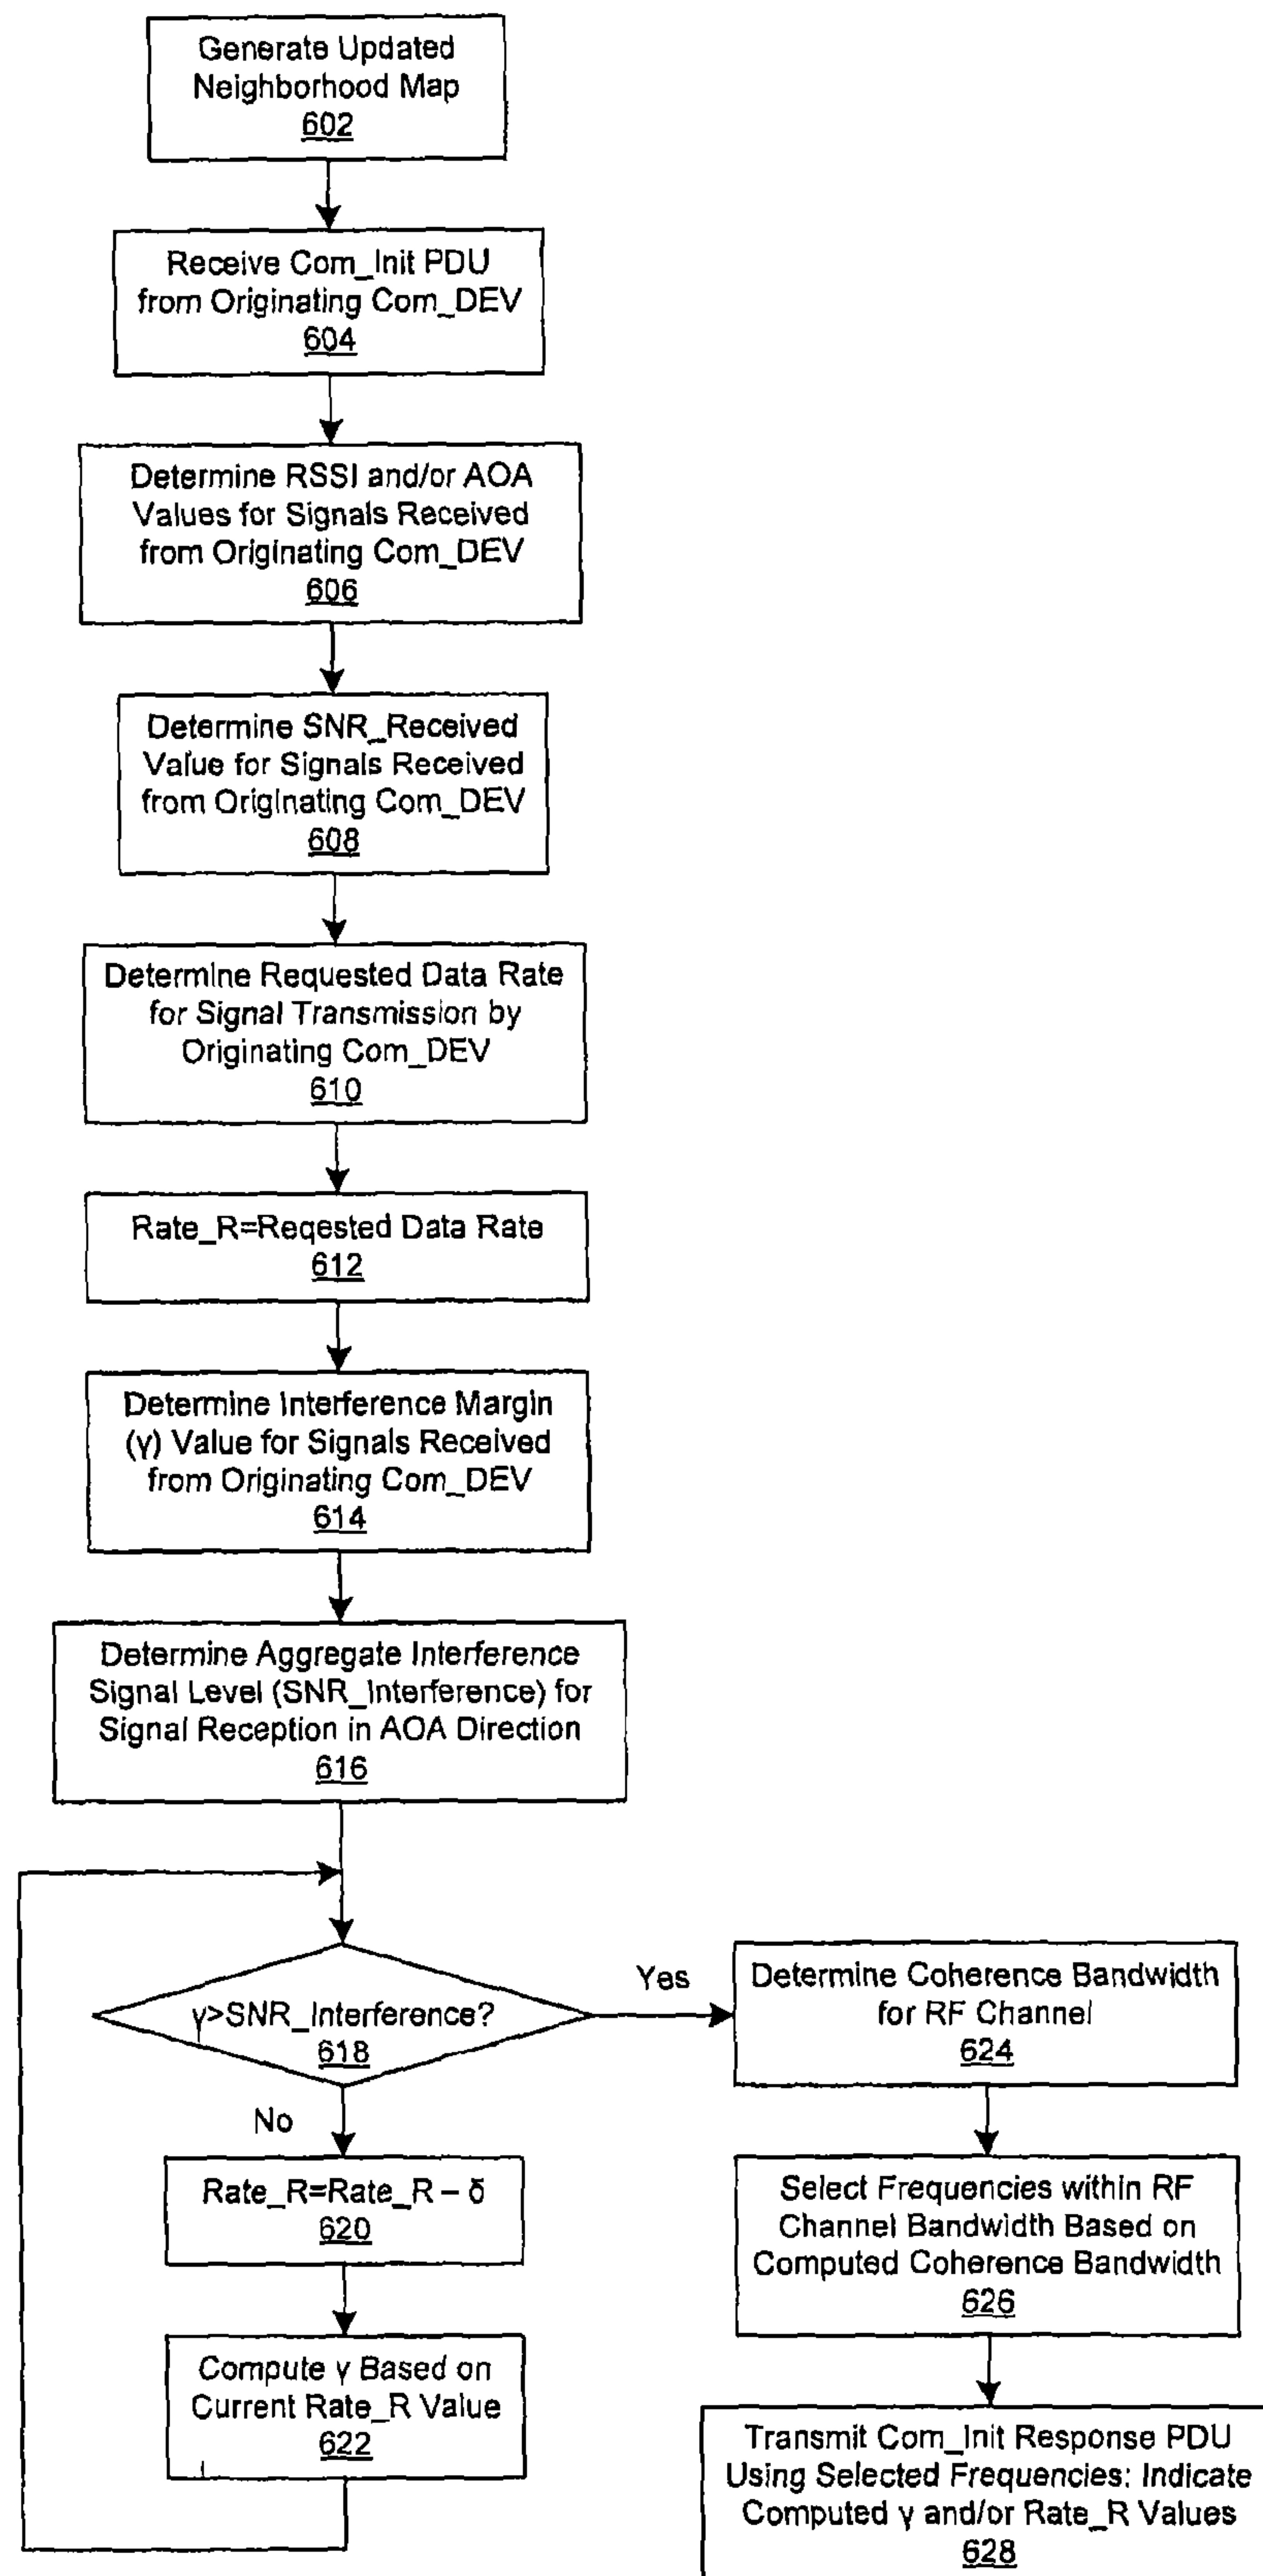 Generate Updated
Neighborhood Map
602
Receive Com_Init PDU
from Originating Com_DEV
604
Determine RSSI and/or AOA
Values for Signals Received
from Originating Com_DEV
606
Determine SNR_Received
Value for Signals Received
from Originating Com_DEV
608
Determine Requested Data Rate
for Signal Transmission by
Originating Com_DEV
610
Rate_R=Reqested Data Rate
612
Determine Interference Margin
(γ) Value for Signals Received
from Originating Com_DEV
614
Determine Aggregate Interference
Signal Level (SNR_Interference) for
Signal Reception in AOA Direction
616
γ>SNR_Interference?
618
Yes
No
Rate_R=Rate_R – δ
620
Compute γ Based on
Current Rate_R Value
622
Determine Coherence Bandwidth
for RF Channel
624
Select Frequencies within RF
Channel Bandwidth Based on
Computed Coherence Bandwidth
626
Transmit Com_Init Response PDU
Using Selected Frequencies: Indicate
Computed γ and/or Rate_R Values
628